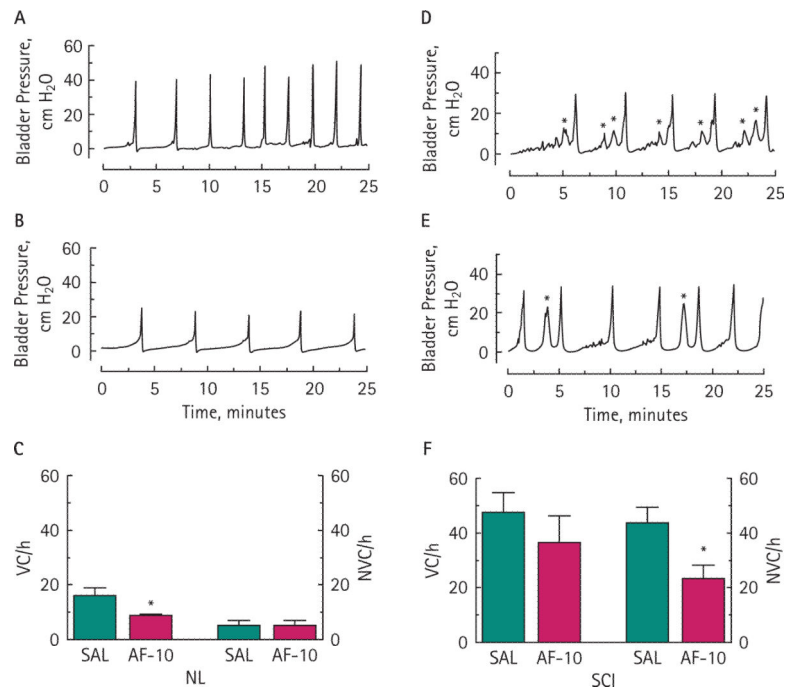 A
Bladder Pressure,
cm H₂O
60
40
20
0
0 5 10 15 20 25
B
Bladder Pressure,
cm H₂O
60
40
20
0
0 5 10 15 20 25
Time, minutes
C
VC/h
60
40
20
0
*
60
40
20
0
NVC/h
SAL AF-10 SAL AF-10
NL
D
Bladder Pressure,
cm H₂O
40
20
0
* * * * * * *
0 5 10 15 20 25
E
Bladder Pressure,
cm H₂O
60
40
20
0
* *
0 5 10 15 20 25
Time, minutes
F
VC/h
60
40
20
0
*
60
40
20
0
NVC/h
SAL AF-10 SAL AF-10
SCI